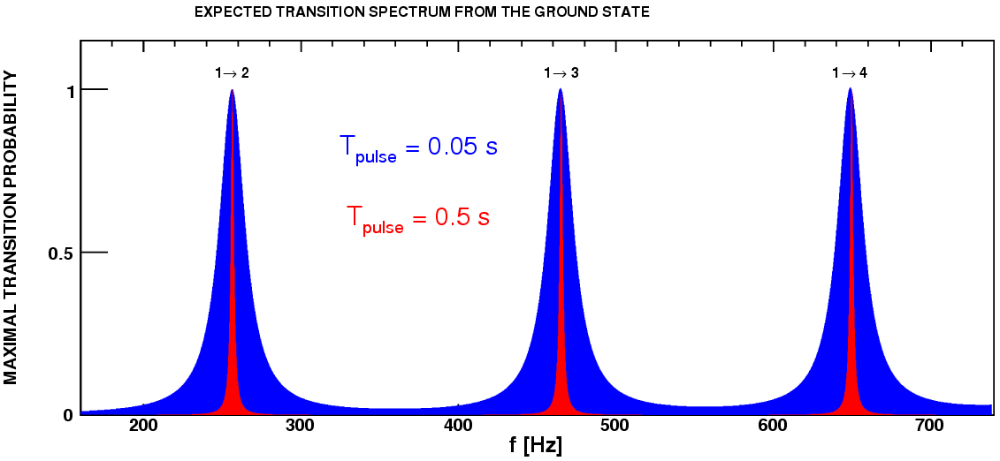 EXPECTED TRANSITION SPECTRUM FROM THE GROUND STATE
1→2
1→3
1→4
MAXIMAL TRANSITION PROBABILITY
1
0.5
0
Tpulse = 0.05 s
Tpulse = 0.5 s
200
300
400
500
600
700
f [Hz]